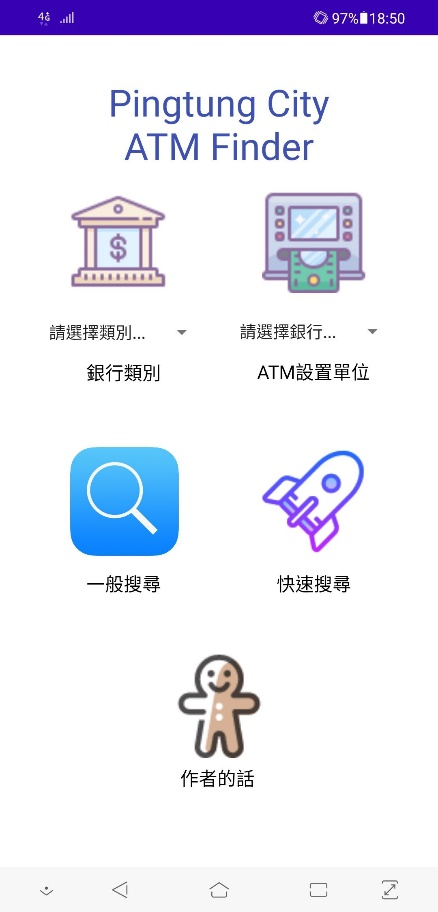 97% 18:50
Pingtung City
ATM Finder
$
請選擇類別...
請選擇銀行...
銀行類別
ATM設置單位
一般搜尋
快速搜尋
作者的話